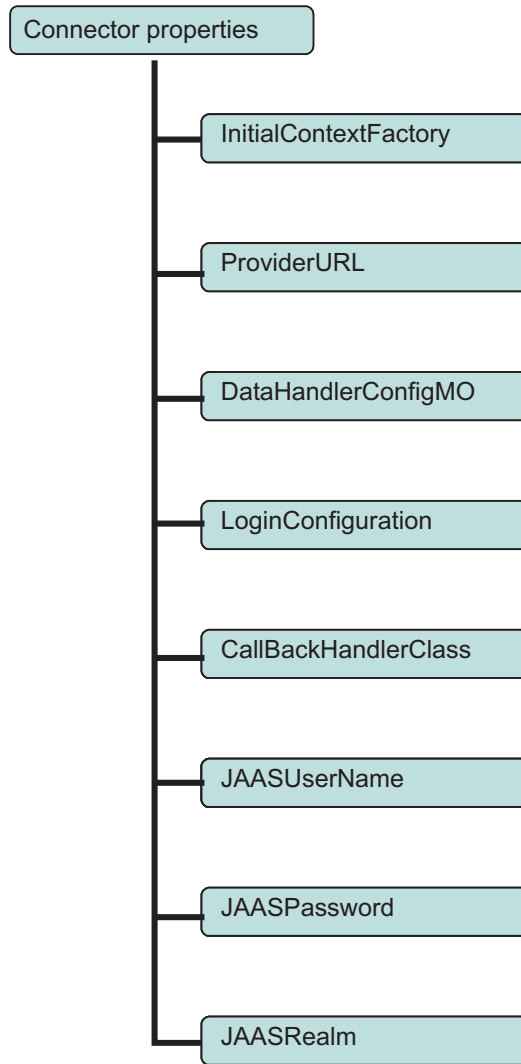 Connector properties
InitialContextFactory
ProviderURL
DataHandlerConfigMO
LoginConfiguration
CallBackHandlerClass
JAASUserName
JAASPassword
JAASRealm